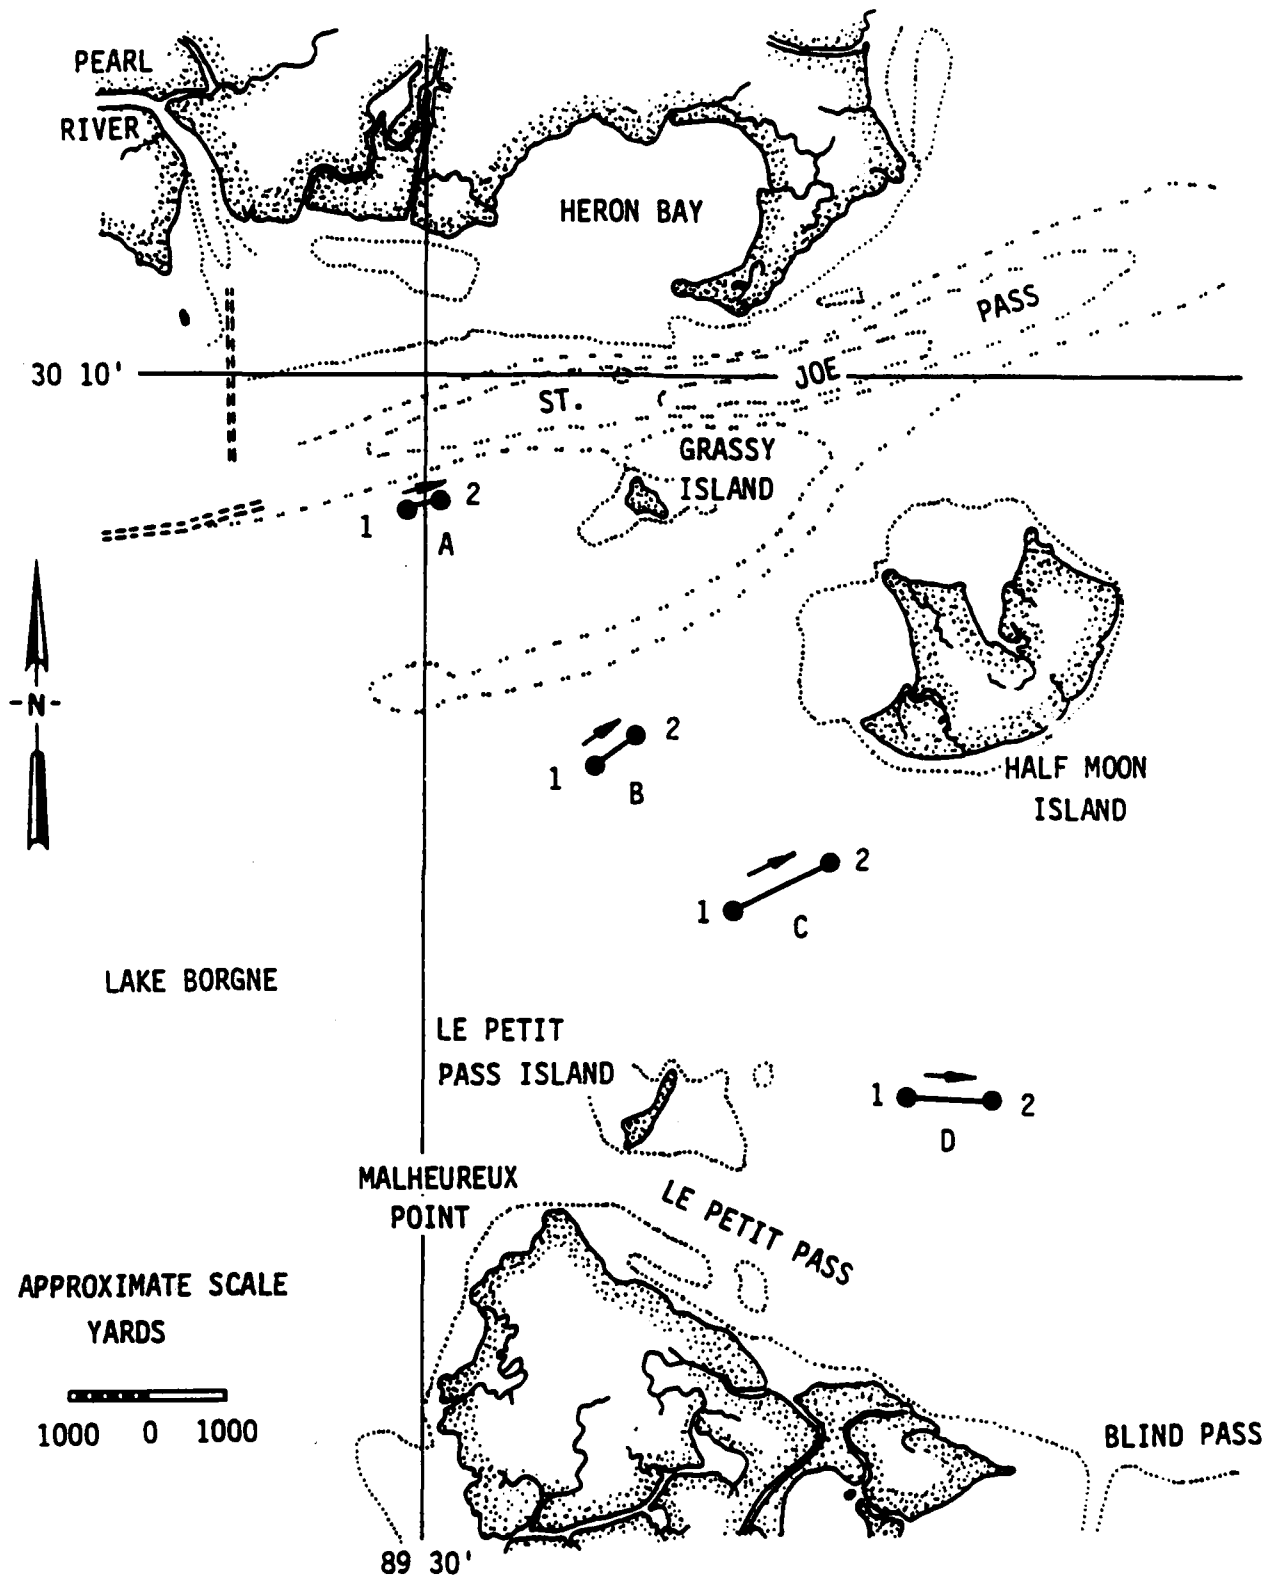 PEARL
RIVER
HERON BAY
PASS
30 10'
JOE
ST.
GRASSY
ISLAND
1 2
A
-N-
HALF MOON
ISLAND
1 2
B
1 2
C
LAKE BORGNE
LE PETIT
PASS ISLAND
1 2
D
MALHEUREUX
POINT
LE PETIT PASS
APPROXIMATE SCALE
YARDS
1000 0 1000
BLIND PASS
89 30'